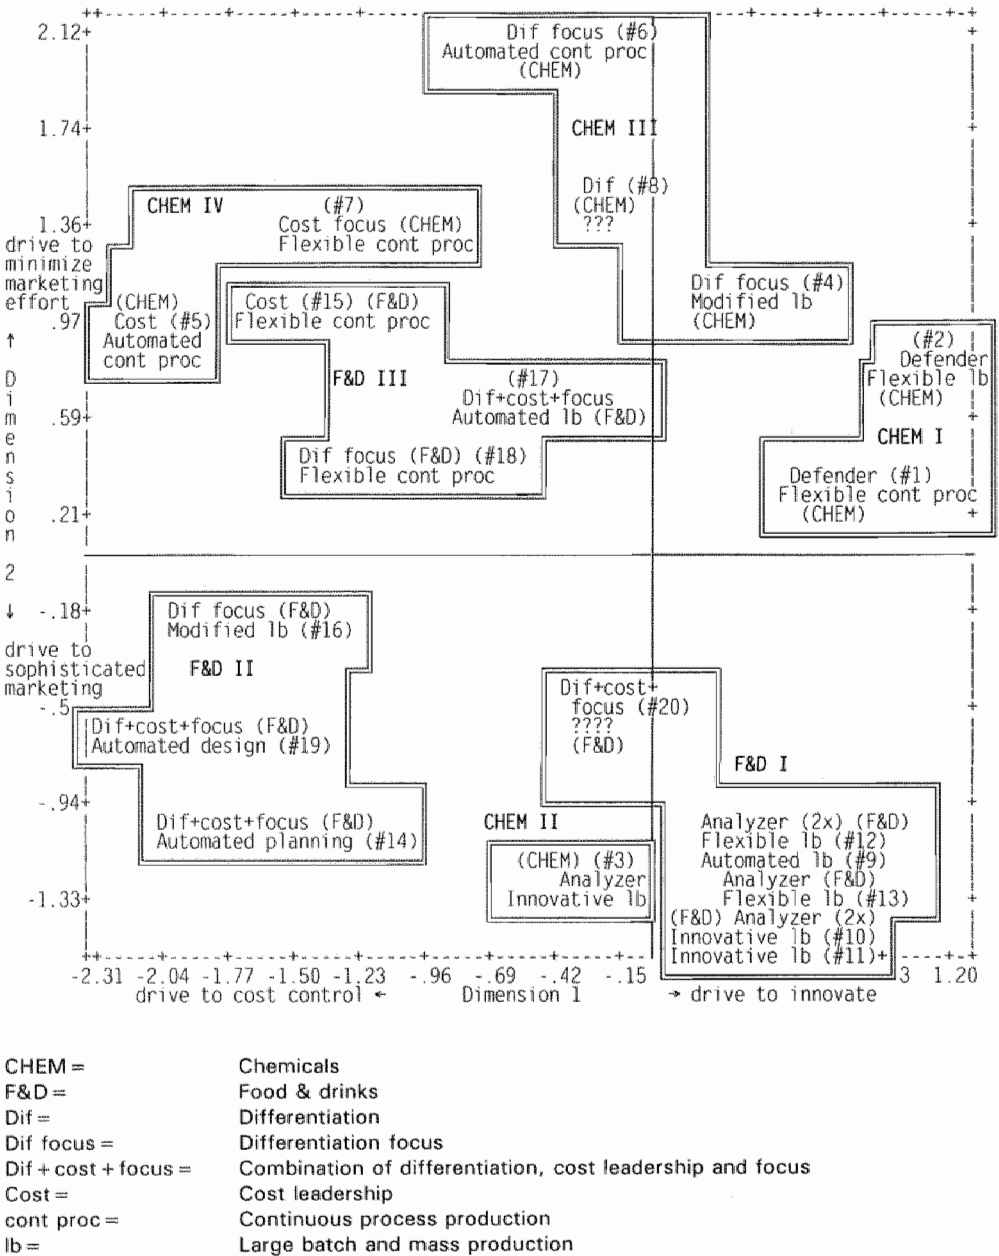 2.12+
Dif focus (#6)
Automated cont proc
(CHEM)
1.74+
CHEM III
Dif (#8)
(CHEM)
???
CHEM IV
(#7)
1.36+
Cost focus (CHEM)
Flexible cont proc
drive to
minimize
marketing
effort
.97
↑
Dimension
2
↓
(CHEM)
Cost (#5)
Automated
cont proc
Cost (#15) (F&D)
Flexible cont proc
Dif focus (#4)
Modified lb
(CHEM)
(#2)
Defender
Flexible lb
(CHEM)
CHEM I
F&D III
(#17)
Dif+cost+focus
.59+
Automated lb (F&D)
Dif focus (F&D) (#18)
Flexible cont proc
Defender (#1)
Flexible cont proc
(CHEM)
.21+
-.18+
Dif focus (F&D)
Modified lb (#16)
drive to
sophisticated
marketing
F&D II
-.5
Dif+cost+focus (F&D)
Automated design (#19)
Dif+cost+
focus (#20)
????
(F&D)
F&D I
-.94+
Dif+cost+focus (F&D)
Automated planning (#14)
CHEM II
(CHEM) (#3)
Analyzer
Innovative lb
Analyzer (2x) (F&D)
Flexible lb (#12)
Automated lb (#9)
Analyzer (F&D)
Flexible lb (#13)
-1.33+
(F&D) Analyzer (2x)
Innovative lb (#10)
Innovative lb (#11)+
-2.31 -2.04 -1.77 -1.50 -1.23 -.96 -.69 -.42 -.15 3 1.20
drive to cost control ← Dimension 1 → drive to innovate
CHEM = Chemicals
F&D = Food & drinks
Dif = Differentiation
Dif focus = Differentiation focus
Dif + cost + focus = Combination of differentiation, cost leadership and focus
Cost = Cost leadership
cont proc = Continuous process production
lb = Large batch and mass production